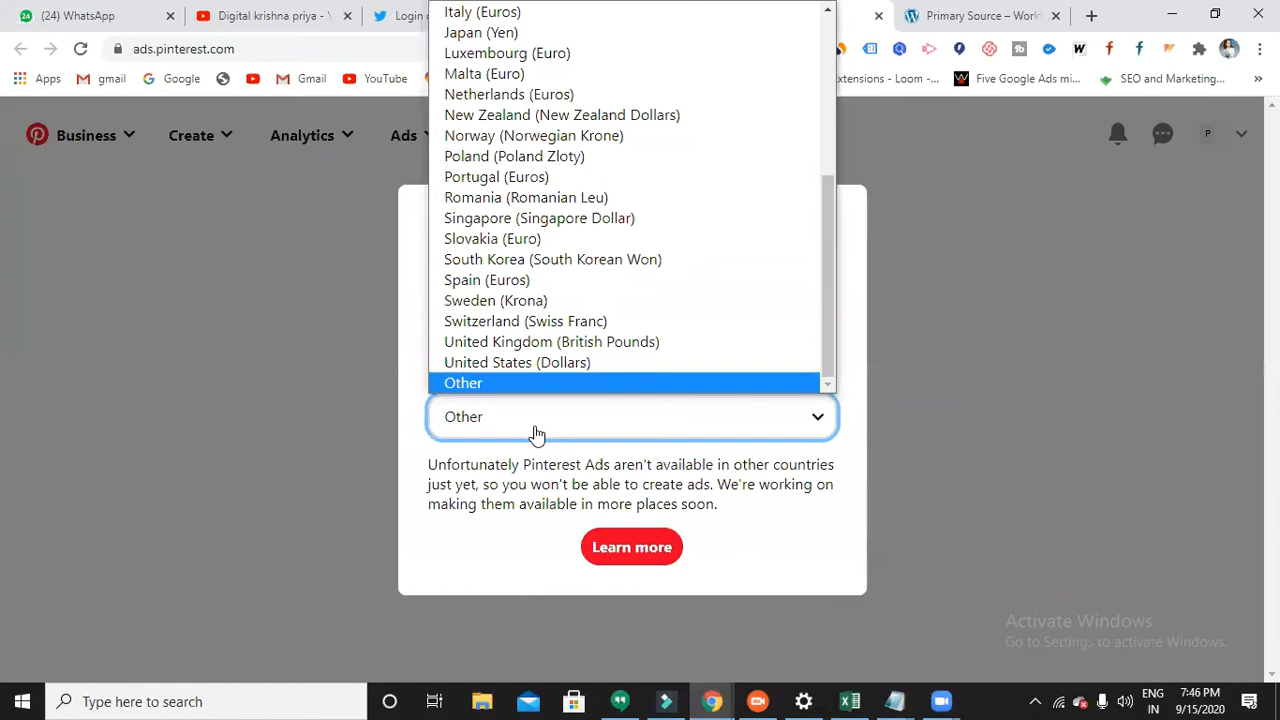 (24) WhatsApp
Digital krishna priya - Y
Login
Primary Source – Workf
ads.pinterest.com
Apps
gmail
Google
Gmail
YouTube
xtensions - Loom -...
Five Google Ads mi...
SEO and Marketing...
Business
Create
Analytics
Ads
P
Italy (Euros)
Japan (Yen)
Luxembourg (Euro)
Malta (Euro)
Netherlands (Euros)
New Zealand (New Zealand Dollars)
Norway (Norwegian Krone)
Poland (Poland Zloty)
Portugal (Euros)
Romania (Romanian Leu)
Singapore (Singapore Dollar)
Slovakia (Euro)
South Korea (South Korean Won)
Spain (Euros)
Sweden (Krona)
Switzerland (Swiss Franc)
United Kingdom (British Pounds)
United States (Dollars)
Other
Other
Unfortunately Pinterest Ads aren't available in other countries
just yet, so you won't be able to create ads. We're working on
making them available in more places soon.
Learn more
Activate Windows
Go to Settings to activate Windows.
Type here to search
ENG
IN
7:46 PM
9/15/2020